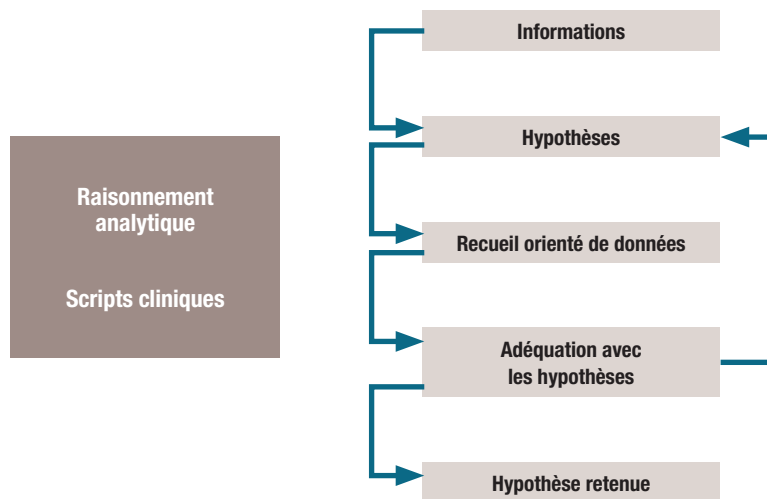 Raisonnement
analytique
Scripts cliniques
Informations
Hypothèses
Recueil orienté de données
Adéquation avec
les hypothèses
Hypothèse retenue